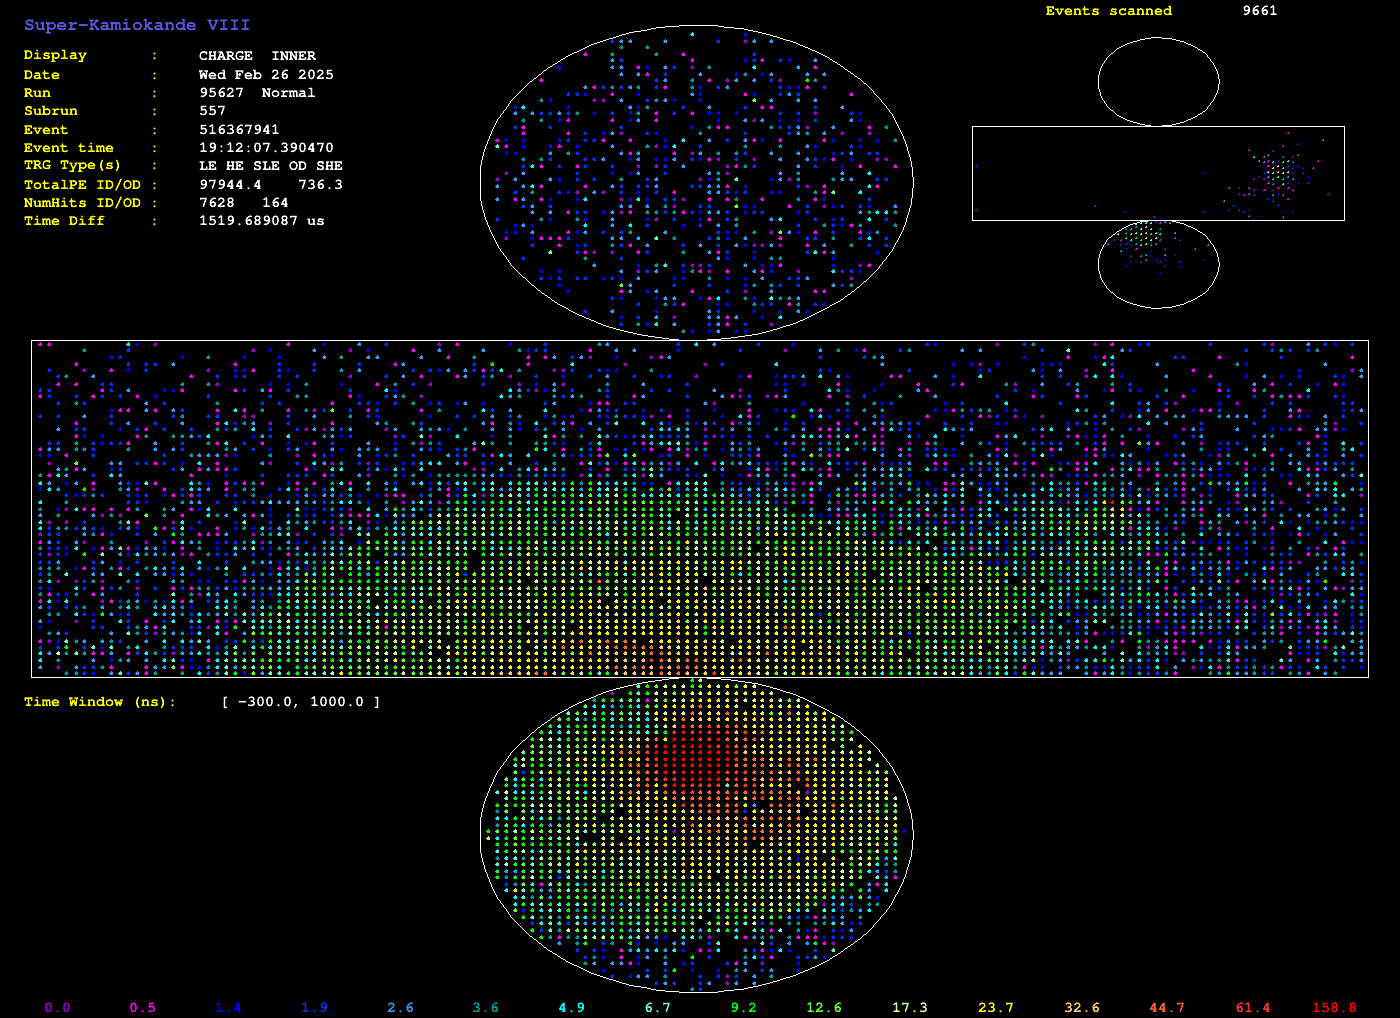 Super-Kamiokande VIII
Events scanned 9661
Display : CHARGE INNER
Date : Wed Feb 26 2025
Run : 95627 Normal
Subrun : 557
Event : 516367941
Event time : 19:12:07.390470
TRG Type(s) : LE HE SLE OD SHE
TotalPE ID/OD : 97944.4 736.3
NumHits ID/OD : 7628 164
Time Diff : 1519.689087 us
Time Window (ns): [ -300.0, 1000.0 ]
0.0 0.5 1.4 1.9 2.6 3.6 4.9 6.7 9.2 12.6 17.3 23.7 32.6 44.7 61.4 158.8